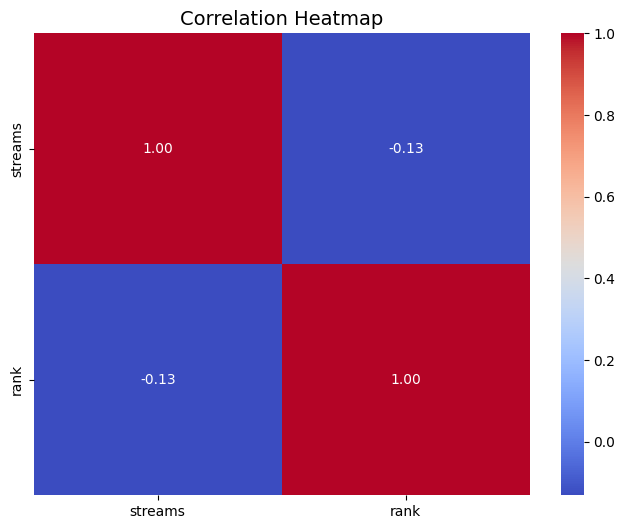 Correlation Heatmap
streams
1.00
-0.13
rank
-0.13
1.00
streams
rank
1.0
0.8
0.6
0.4
0.2
0.0